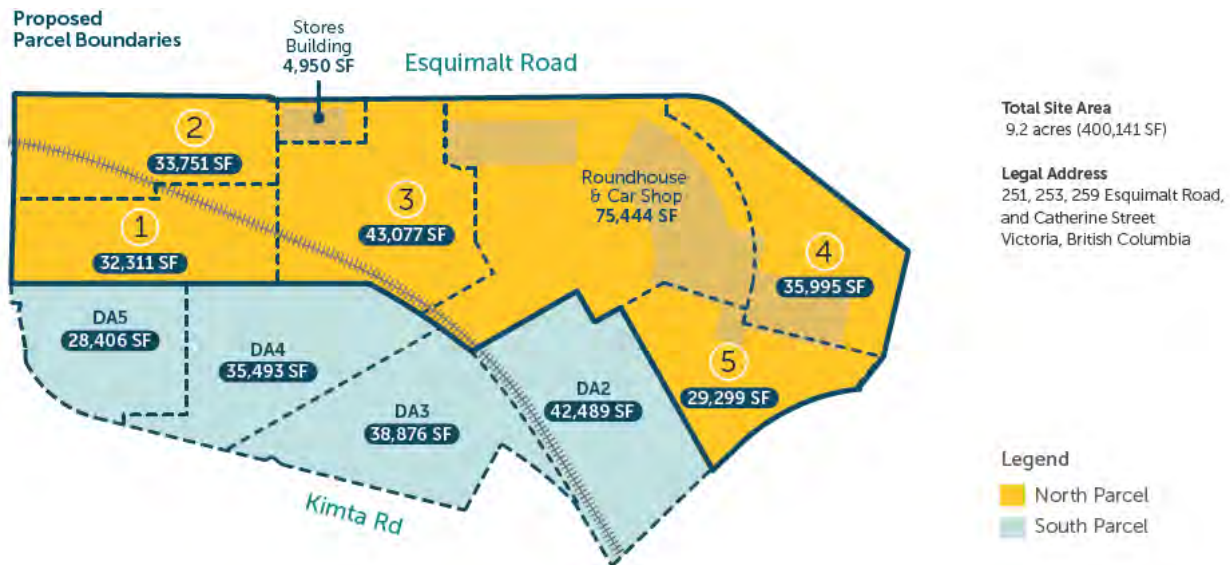 Proposed
Parcel Boundaries
Stores
Building
4,950 SF
Esquimalt Road
2
33,751 SF
1
32,311 SF
3
43,077 SF
Roundhouse
& Car Shop
75,444 SF
4
35,995 SF
5
29,299 SF
DA5
28,406 SF
DA4
35,493 SF
DA3
38,876 SF
DA2
42,489 SF
Kimta Rd
Total Site Area
9.2 acres (400,141 SF)
Legal Address
251, 253, 259 Esquimalt Road,
and Catherine Street
Victoria, British Columbia
Legend
North Parcel
South Parcel